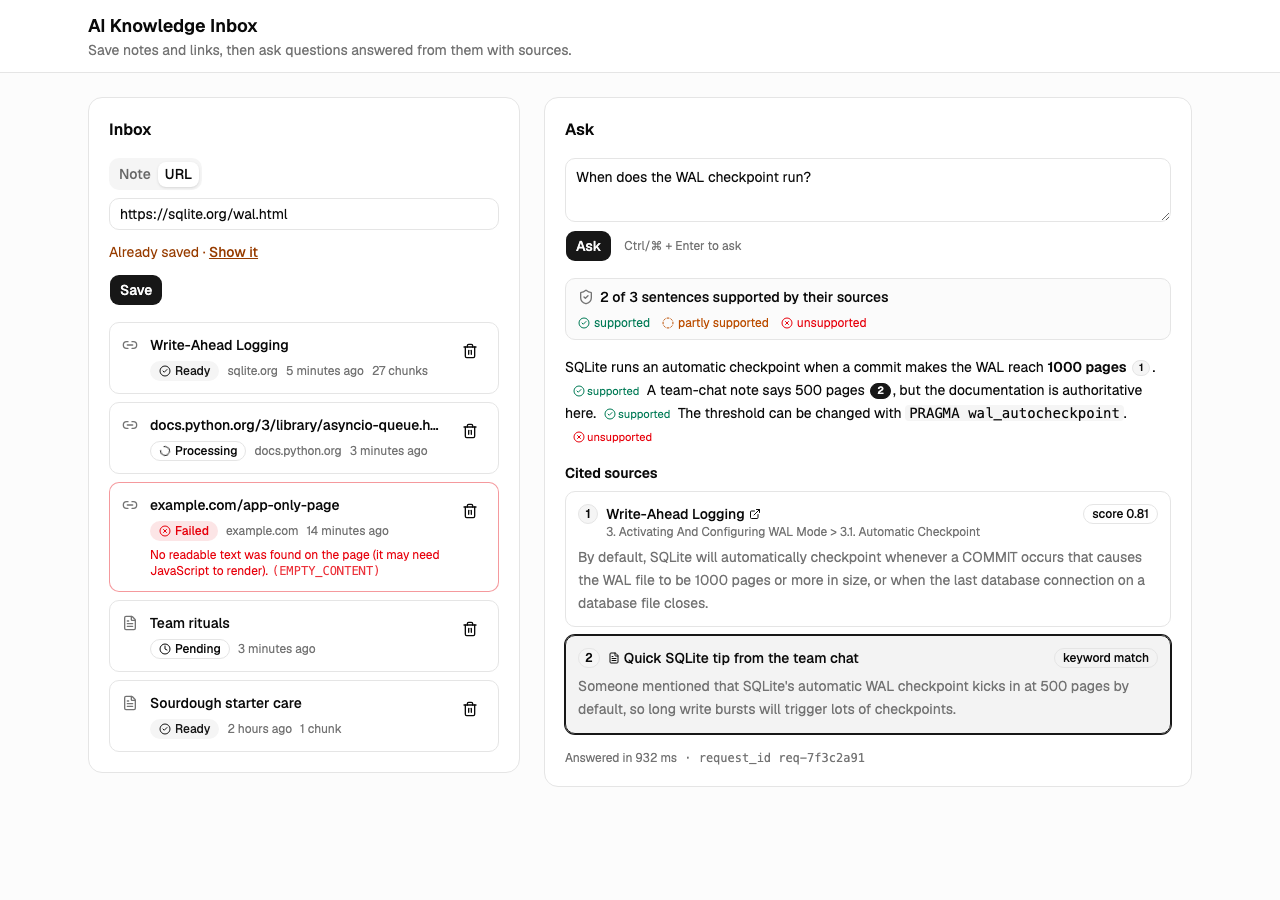 AI Knowledge Inbox
Save notes and links, then ask questions answered from them with sources.
Inbox
Note URL
https://sqlite.org/wal.html
Already saved · Show it
Save
Write-Ahead Logging
Ready sqlite.org 5 minutes ago 27 chunks
docs.python.org/3/library/asyncio-queue.h…
Processing docs.python.org 3 minutes ago
example.com/app-only-page
Failed example.com 14 minutes ago
No readable text was found on the page (it may need
JavaScript to render). (EMPTY_CONTENT)
Team rituals
Pending 3 minutes ago
Sourdough starter care
Ready 2 hours ago 1 chunk
Ask
When does the WAL checkpoint run?
Ask Ctrl/⌘ + Enter to ask
2 of 3 sentences supported by their sources
supported partly supported unsupported
SQLite runs an automatic checkpoint when a commit makes the WAL reach 1000 pages 1 .
supported A team-chat note says 500 pages 2 , but the documentation is authoritative
here. supported The threshold can be changed with PRAGMA wal_autocheckpoint .
unsupported
Cited sources
1 Write-Ahead Logging score 0.81
3. Activating And Configuring WAL Mode > 3.1. Automatic Checkpoint
By default, SQLite will automatically checkpoint whenever a COMMIT occurs that causes
the WAL file to be 1000 pages or more in size, or when the last database connection on a
database file closes.
2 Quick SQLite tip from the team chat keyword match
Someone mentioned that SQLite's automatic WAL checkpoint kicks in at 500 pages by
default, so long write bursts will trigger lots of checkpoints.
Answered in 932 ms · request_id req-7f3c2a91